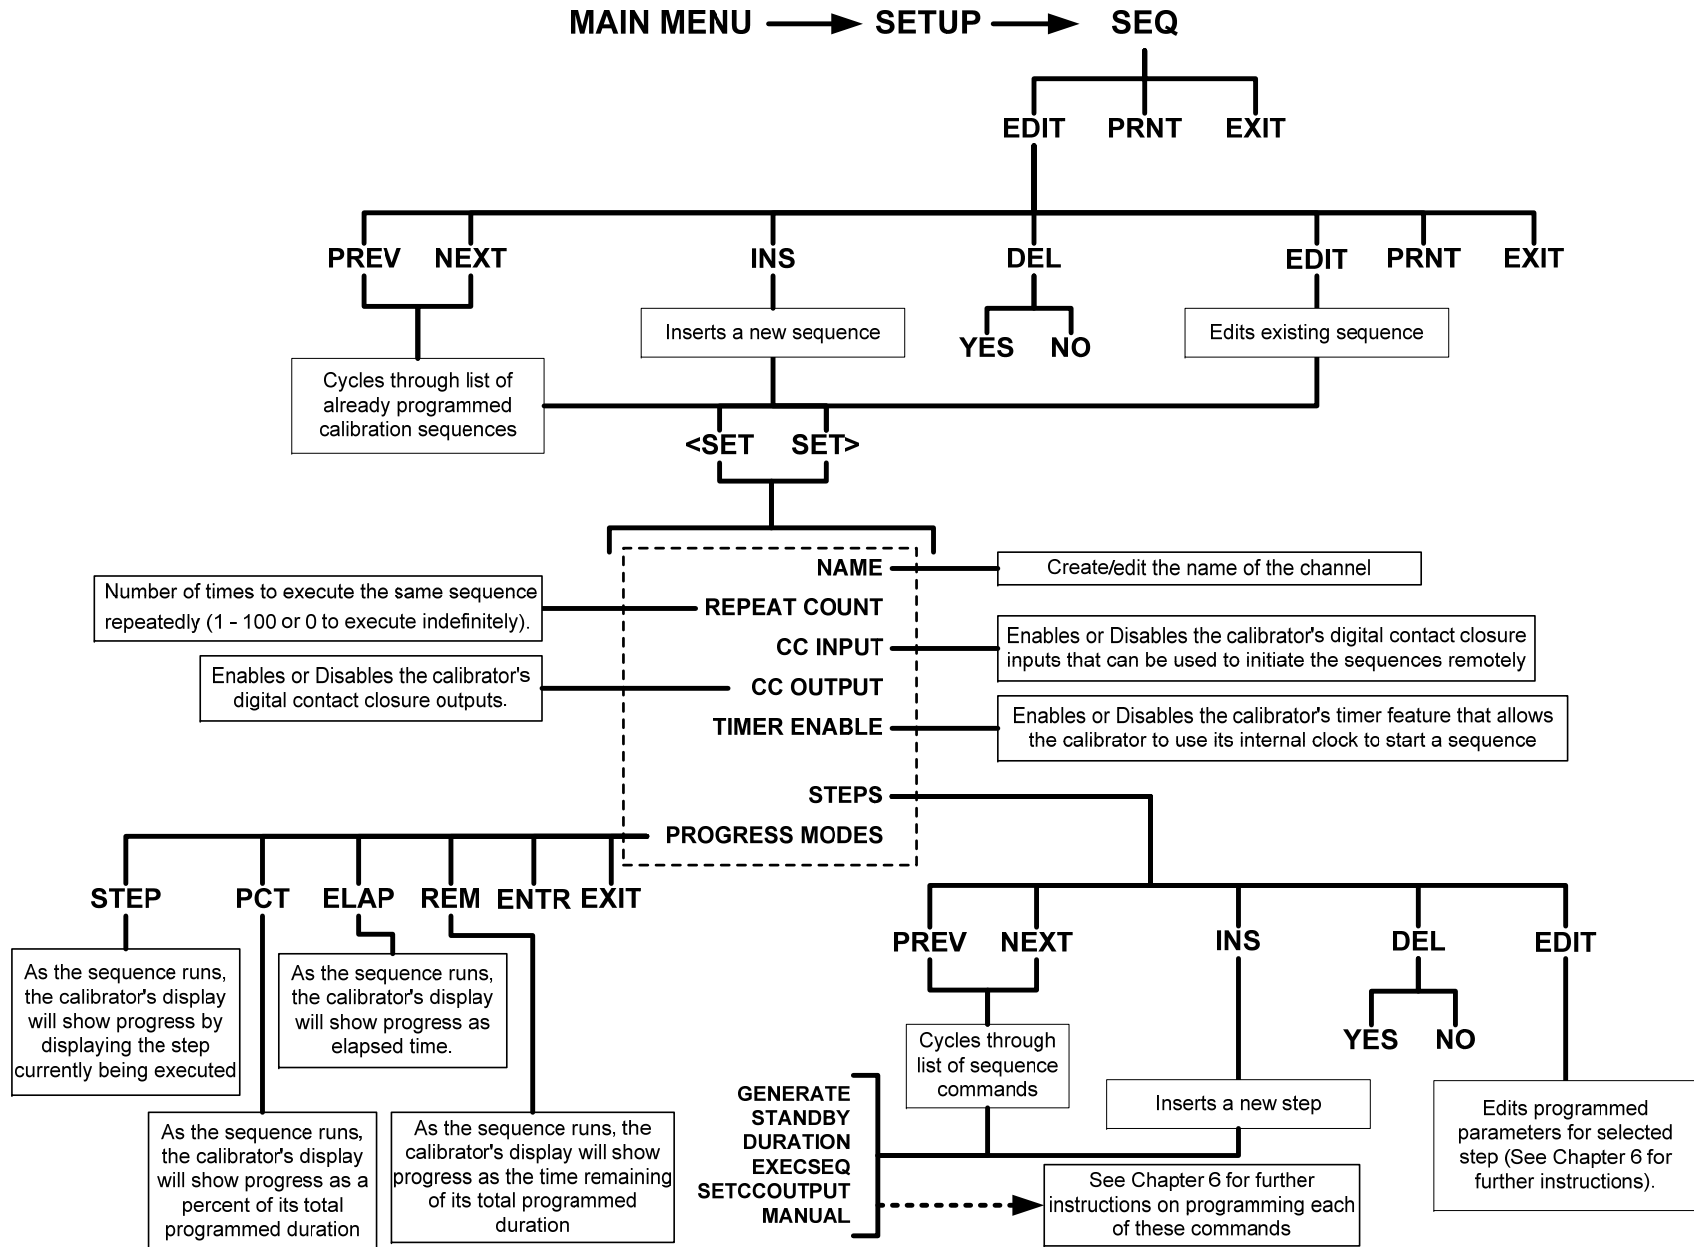 MAIN MENU SETUP SEQ
EDIT PRNT EXIT
PREV NEXT INS DEL EDIT PRNT EXIT
Inserts a new sequence
YES NO
Edits existing sequence
Cycles through list of
already programmed
calibration sequences
<SET SET>
NAME
Create/edit the name of the channel
Number of times to execute the same sequence
repeatedly (1 – 100 or 0 to execute indefinitely).
REPEAT COUNT
CC INPUT
Enables or Disables the calibrator's digital contact closure
inputs that can be used to initiate the sequences remotely
Enables or Disables the calibrator's
digital contact closure outputs.
CC OUTPUT
TIMER ENABLE
Enables or Disables the calibrator's timer feature that allows
the calibrator to use its internal clock to start a sequence
STEPS
PROGRESS MODES
STEP PCT ELAP REM ENTR EXIT
As the sequence runs,
the calibrator's display
will show progress by
displaying the step
currently being executed
As the sequence runs,
the calibrator's display
will show progress as
elapsed time.
As the sequence runs,
the calibrator's display
will show progress as a
percent of its total
programmed duration
As the sequence runs, the
calibrator's display will show
progress as the time remaining
of its total programmed
duration
PREV NEXT INS DEL EDIT
YES NO
Cycles through
list of sequence
commands
Inserts a new step
Edits programmed
parameters for selected
step (See Chapter 6 for
further instructions).
GENERATE
STANDBY
DURATION
EXECSEQ
SETCCOUTPUT
MANUAL
See Chapter 6 for further
instructions on programming each
of these commands